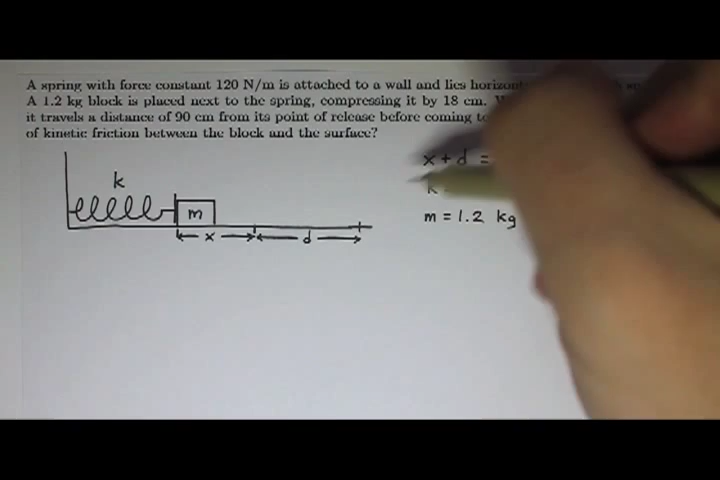 A spring with force constant 120 N/m is attached to a wall and lies
A 1.2 kg block is placed next to the spring, compressing it by 18 cm.
it travels a distance of 90 cm from its point of release before coming
of kinetic friction between the block and the surface?
k
m
x d
x + d =
k
m = 1.2 kg